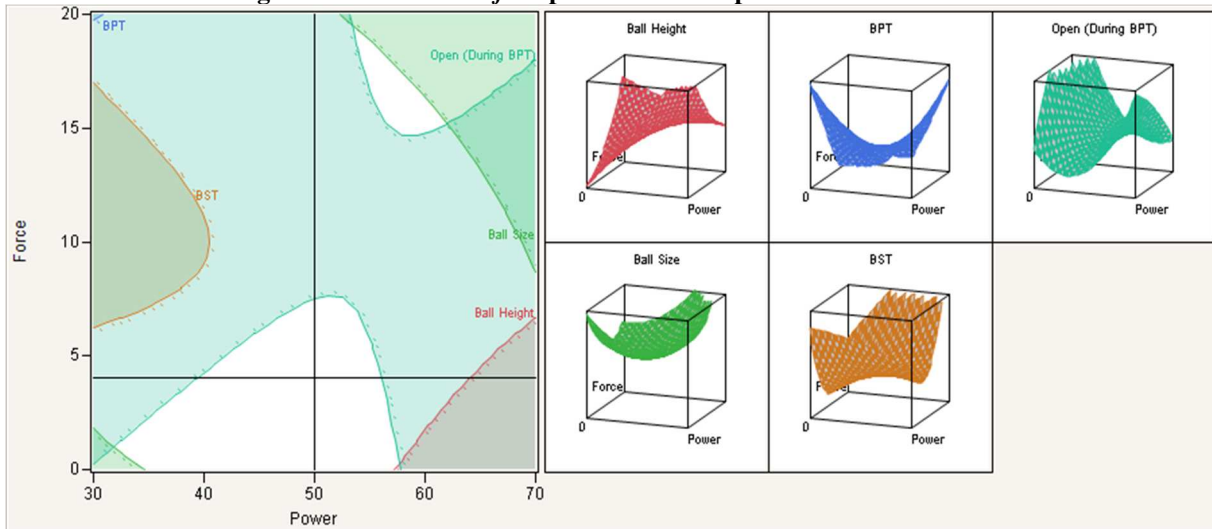 20
BPT
Open (During BPT)
15
BST
Force
10
Ball Size
Ball Height
5
0
30
40
50
60
70
Power
Ball Height
BPT
Open (During BPT)
Force
0
Power
0
Power
0
Power
Ball Size
BST
Force
0
Power
0
Power